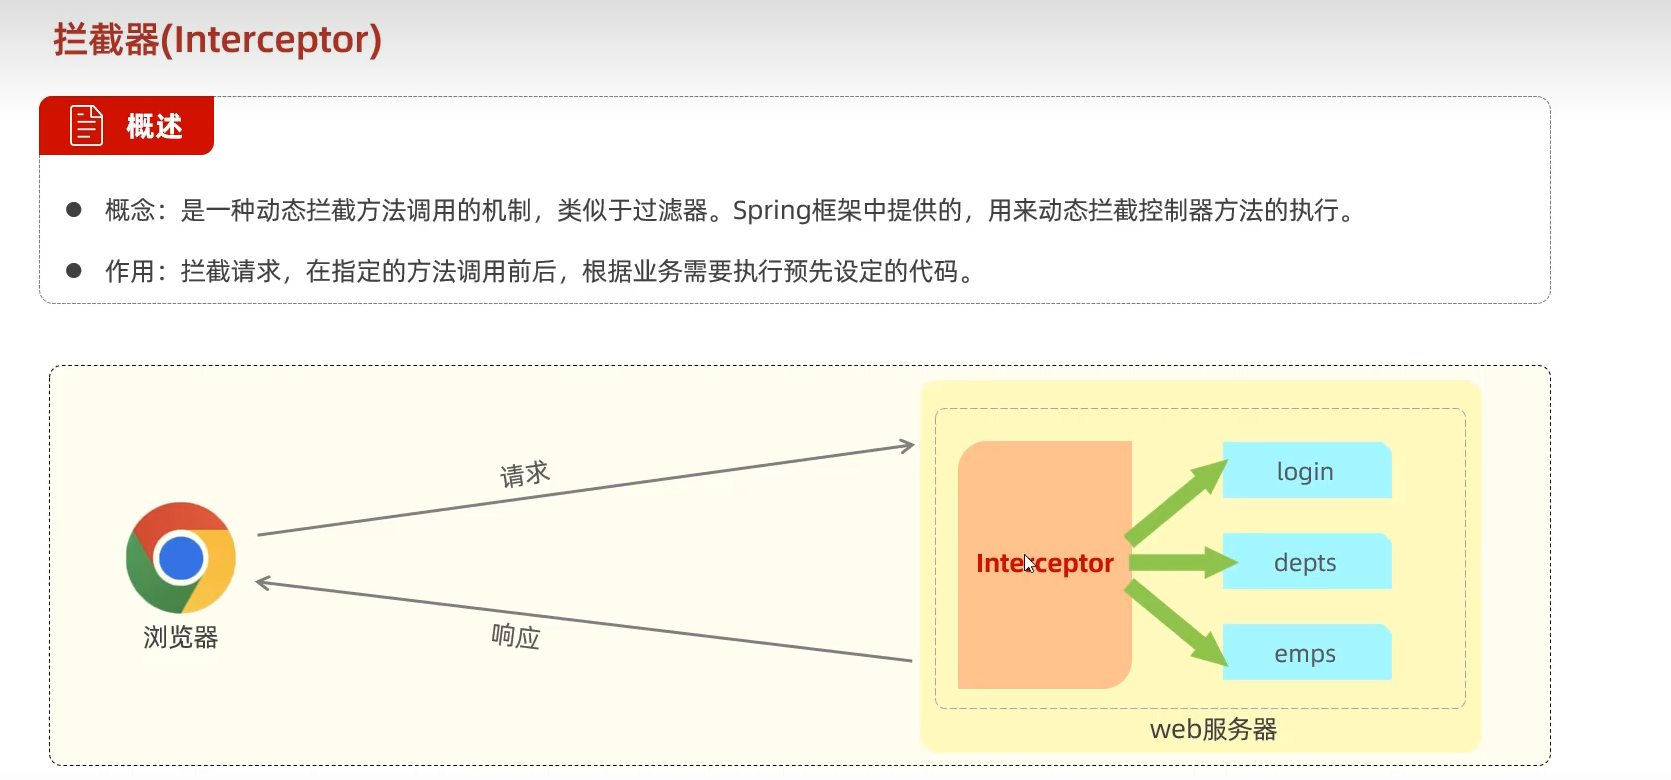 拦截器(Interceptor)
概述
● 概念：是一种动态拦截方法调用的机制，类似于过滤器。Spring框架中提供的，用来动态拦截控制器方法的执行。
● 作用：拦截请求，在指定的方法调用前后，根据业务需要执行预先设定的代码。
请求
login
Interceptor
depts
浏览器
响应
emps
web服务器